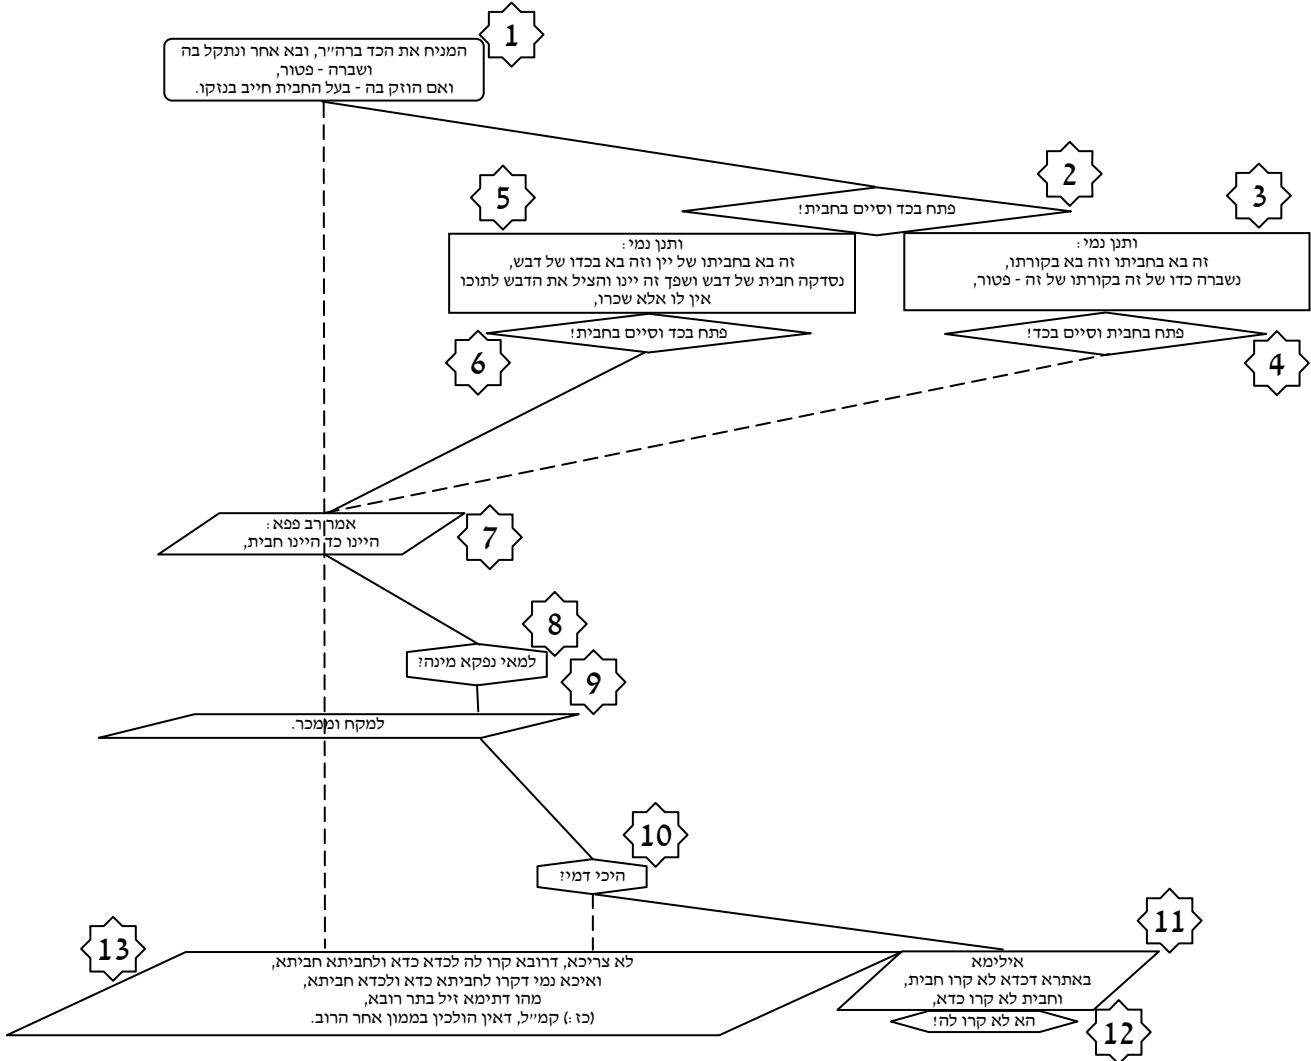 1
המניח את הכד ברה״ר, ובא אחר ונתקל בה
ושברה - פטור,
ואם הוזק בה - בעל החבית חייב בנזקו.
2
פתח בכד וסיים בחבית!
3
ותנן נמי:
זה בא בחביתו וזה בא בקורתו,
נשברה כדו של זה בקורתו של זה - פטור,
4
פתח בחבית וסיים בכד!
5
ותנן נמי:
זה בא בחביתו של יין וזה בא בכדו של דבש,
נסדקה חבית של דבש ושפך זה יינו והציל את הדבש לתוכו
אין לו אלא שכרו,
6
פתח בכד וסיים בחבית!
7
אמר רב פפא:
היינו כד היינו חבית,
8
למאי נפקא מינה?
9
למקח וממכר.
10
היכי דמי?
11
אילימא
באתרא דכדא לא קרו חבית,
וחבית לא קרו כדא,
12
הא לא קרו לה!
13
לא צריכא, דרובא קרו לה לכדא כדא ולחביתא חביתא,
ואיכא נמי דקרו לחביתא כדא ולכדא חביתא,
מהו דתימא זיל בתר רובא,
(כז:) קמ״ל, דאין הולכין בממון אחר הרוב.